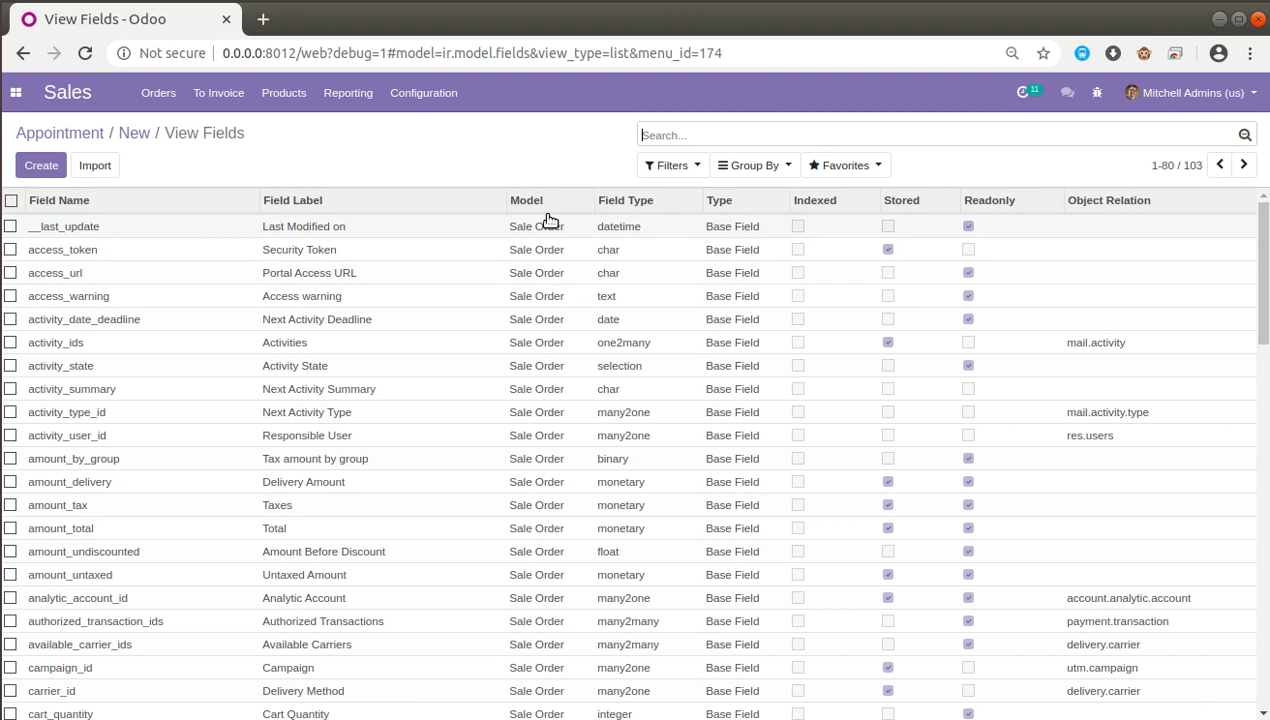 View Fields - Odoo
Not secure 0.0.0.0:8012/web?debug=1#model=ir.model.fields&view_type=list&menu_id=174
Sales Orders To Invoice Products Reporting Configuration 11 Mitchell Admins (us)
Appointment / New / View Fields Search...
Create Import Filters Group By Favorites 1-80 / 103
Field Name Field Label Model Field Type Type Indexed Stored Readonly Object Relation
__last_update Last Modified on Sale Order datetime Base Field
access_token Security Token Sale Order char Base Field
access_url Portal Access URL Sale Order char Base Field
access_warning Access warning Sale Order text Base Field
activity_date_deadline Next Activity Deadline Sale Order date Base Field
activity_ids Activities Sale Order one2many Base Field mail.activity
activity_state Activity State Sale Order selection Base Field
activity_summary Next Activity Summary Sale Order char Base Field
activity_type_id Next Activity Type Sale Order many2one Base Field mail.activity.type
activity_user_id Responsible User Sale Order many2one Base Field res.users
amount_by_group Tax amount by group Sale Order binary Base Field
amount_delivery Delivery Amount Sale Order monetary Base Field
amount_tax Taxes Sale Order monetary Base Field
amount_total Total Sale Order monetary Base Field
amount_undiscounted Amount Before Discount Sale Order float Base Field
amount_untaxed Untaxed Amount Sale Order monetary Base Field
analytic_account_id Analytic Account Sale Order many2one Base Field account.analytic.account
authorized_transaction_ids Authorized Transactions Sale Order many2many Base Field payment.transaction
available_carrier_ids Available Carriers Sale Order many2many Base Field delivery.carrier
campaign_id Campaign Sale Order many2one Base Field utm.campaign
carrier_id Delivery Method Sale Order many2one Base Field delivery.carrier
cart_quantity Cart Quantity Sale Order integer Base Field